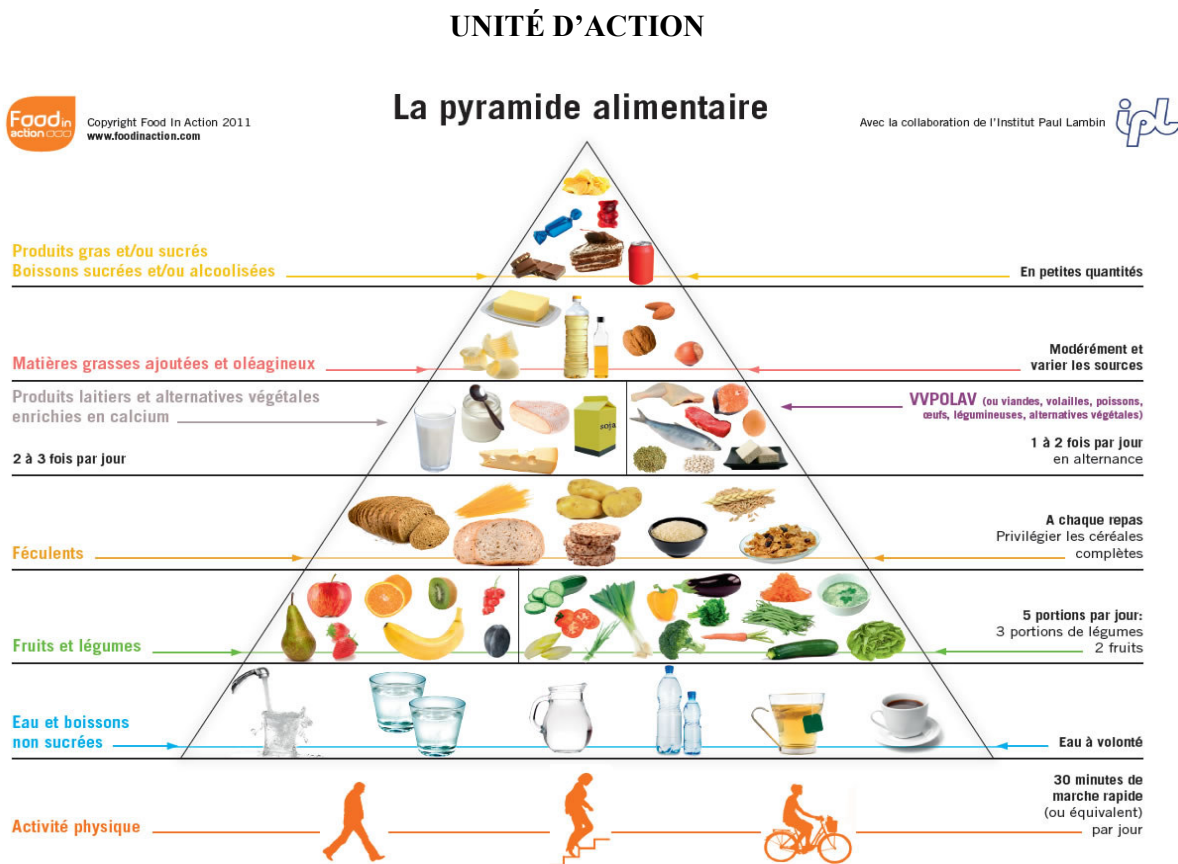 UNITÉ D’ACTION
La pyramide alimentaire
Food in
action
Copyright Food In Action 2011
www.foodinaction.com
Avec la collaboration de l'Institut Paul Lambin
ipl
Produits gras et/ou sucrés
Boissons sucrées et/ou alcoolisées
En petites quantités
Matières grasses ajoutées et oléagineux
Modérément et
varier les sources
Produits laitiers et alternatives végétales
enrichies en calcium
2 à 3 fois par jour
soja
VVPOLAV (ou viandes, volailles, poissons,
œufs, légumineuses, alternatives végétales)
1 à 2 fois par jour
en alternance
Féculents
A chaque repas
Privilégier les céréales
complètes
Fruits et légumes
5 portions par jour:
3 portions de légumes
2 fruits
Eau et boissons
non sucrées
Eau à volonté
Activité physique
30 minutes de
marche rapide
(ou équivalent)
par jour